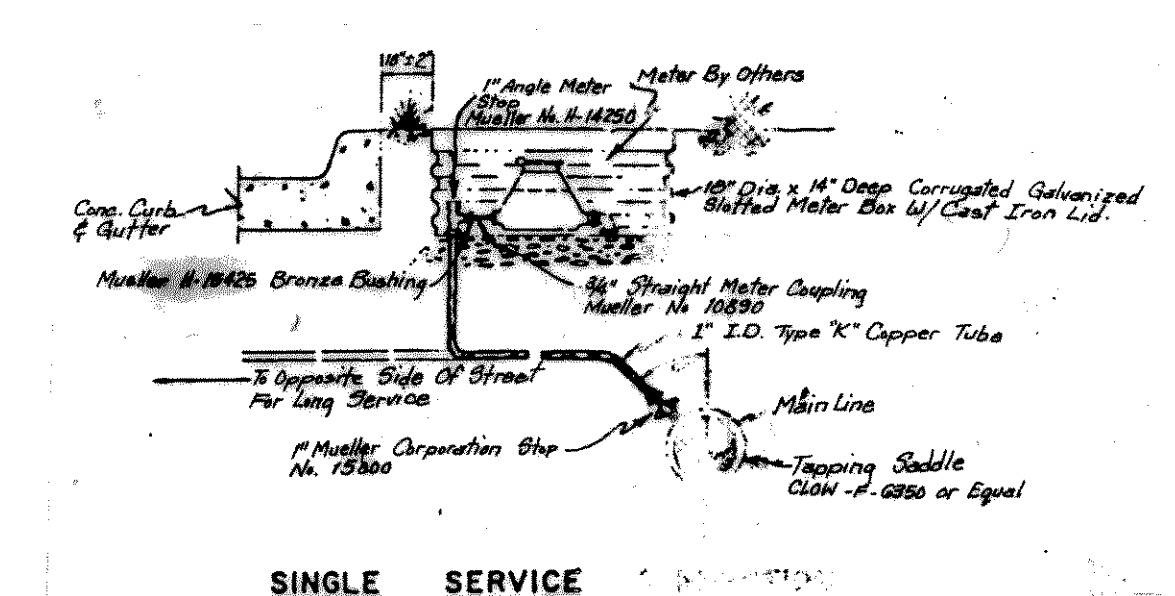 18"±2"
1" Angle Meter
Stop
Mueller No. H-14250
Meter By Others
Conc. Curb
& Gutter
18" Dia. x 14" Deep Corrugated Galvanized
Slotted Meter Box W/Cast Iron Lid.
Mueller Bronze Bushing
3/4" Straight Meter Coupling
Mueller No 10890
1" I.D. Type "K" Copper Tube
To Opposite Side Of Street
For Long Service
Main Line
1" Mueller Corporation Stop
No. 15000
Tapping Saddle
CLOW-F-6350 or Equal
SINGLE SERVICE